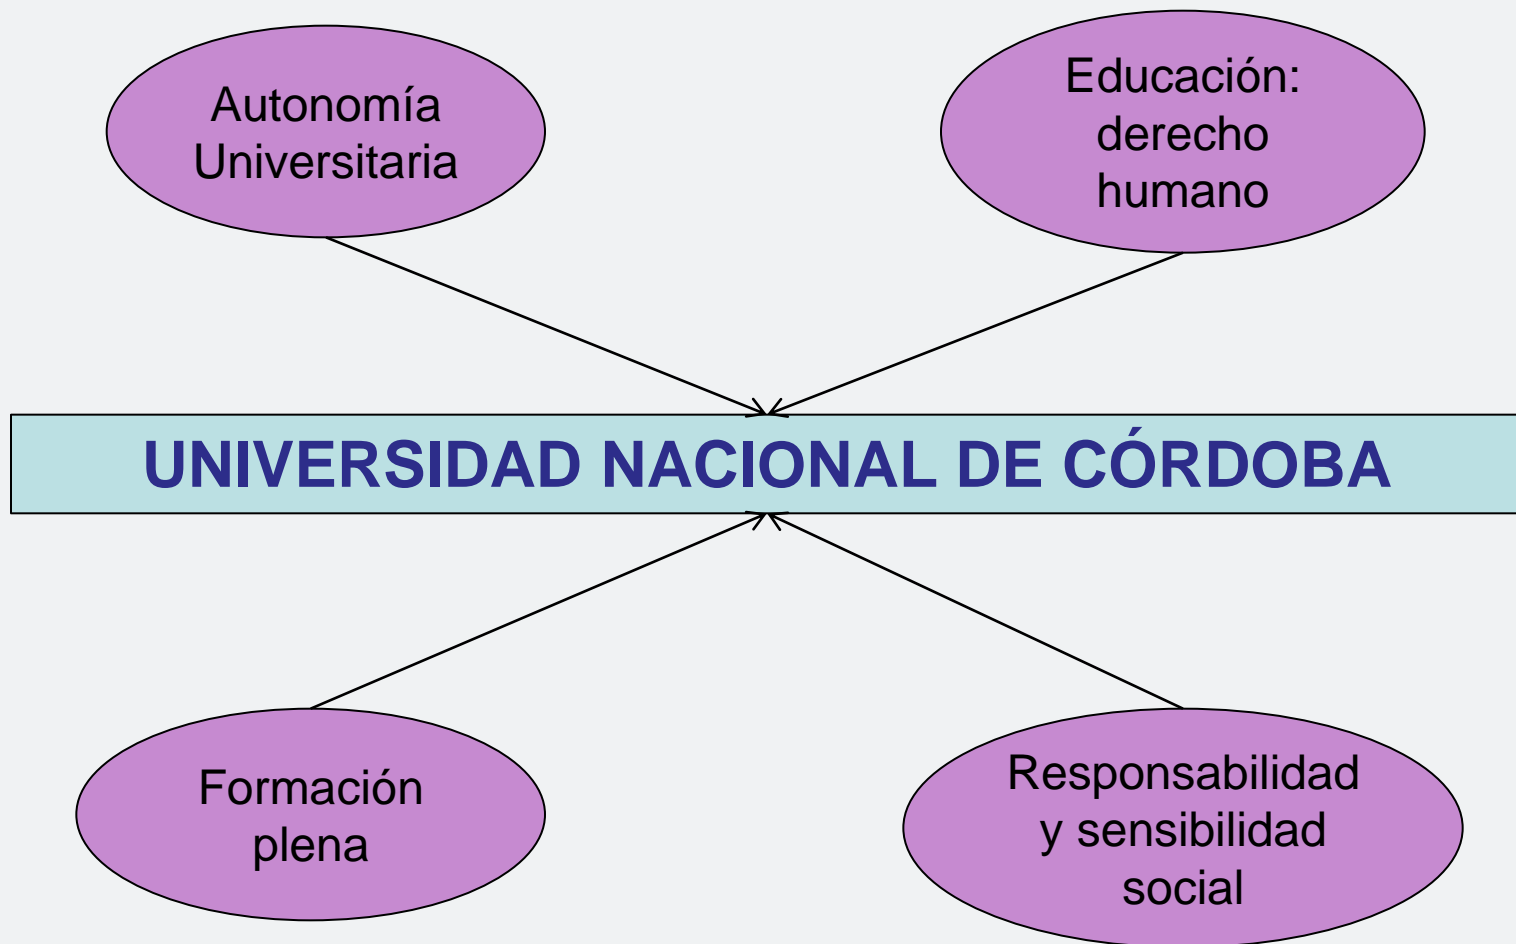 Autonomía
Universitaria
Educación:
derecho
humano
UNIVERSIDAD NACIONAL DE CÓRDOBA
Formación
plena
Responsabilidad
y sensibilidad
social